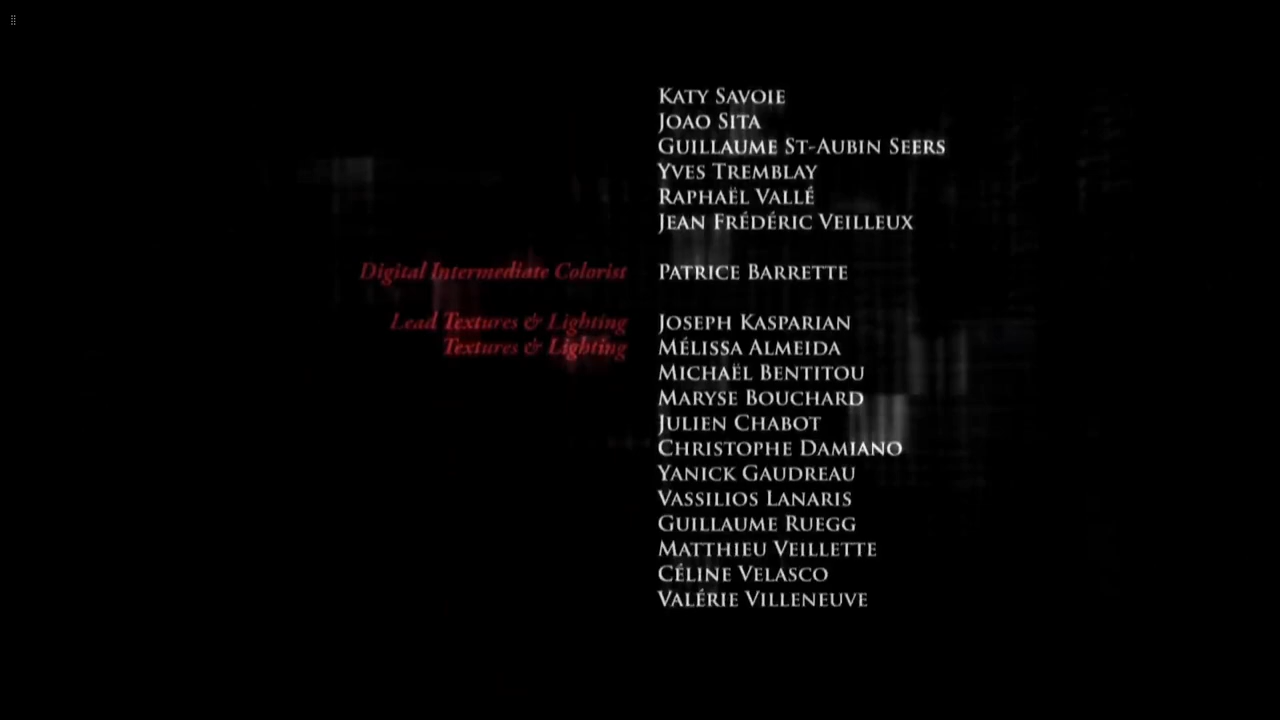 KATY SAVOIE
JOAO SITA
GUILLAUME ST-AUBIN SEERS
YVES TREMBLAY
RAPHAËL VALLÉ
JEAN FRÉDÉRIC VEILLEUX
Digital Intermediate Colorist PATRICE BARRETTE
Lead Textures & Lighting JOSEPH KASPARIAN
Textures & Lighting MÉLISSA ALMEIDA
MICHAËL BENTITOU
MARYSE BOUCHARD
JULIEN CHABOT
CHRISTOPHE DAMIANO
YANICK GAUDREAU
VASSILIOS LANARIS
GUILLAUME RUEGG
MATTHIEU VEILLETTE
CÉLINE VELASCO
VALÉRIE VILLENEUVE